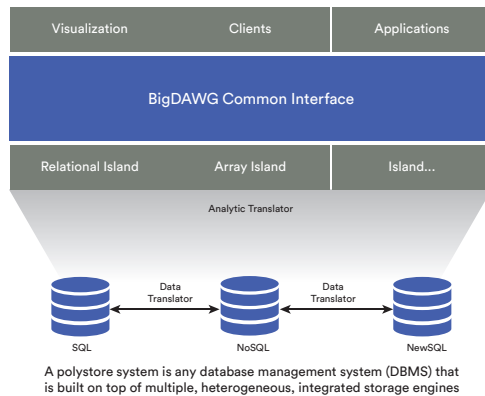 Visualization Clients Applications
BigDAWG Common Interface
Relational Island Array Island Island...
Analytic Translator
Data Data
Translator Translator
SQL NoSQL NewSQL
A polystore system is any database management system (DBMS) that
is built on top of multiple, heterogeneous, integrated storage engines